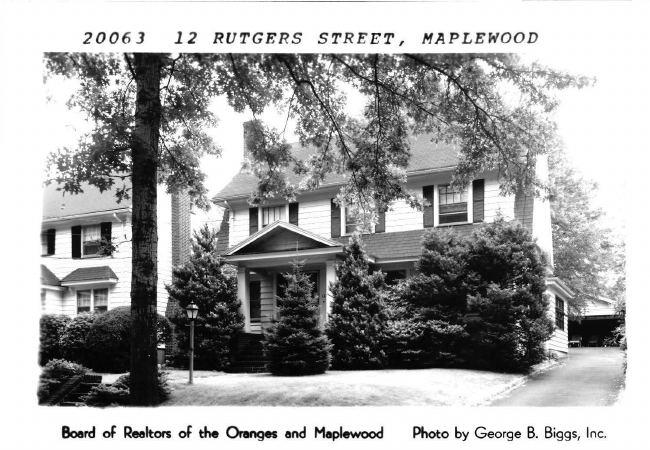 20063 12 RUTGERS STREET, MAPLEWOOD
Board of Realtors of the Oranges and Maplewood Photo by George B. Biggs, Inc.